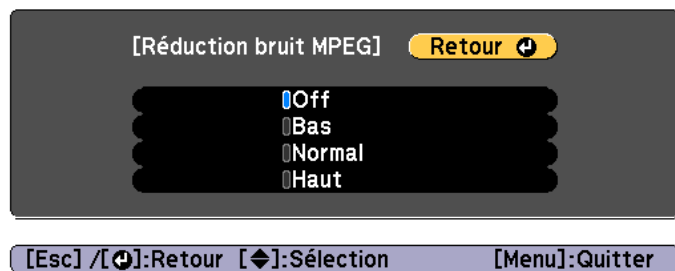 [Réduction bruit MPEG] Retour
Off
Bas
Normal
Haut
[Esc] /[⏎]:Retour [◆]:Sélection [Menu]:Quitter